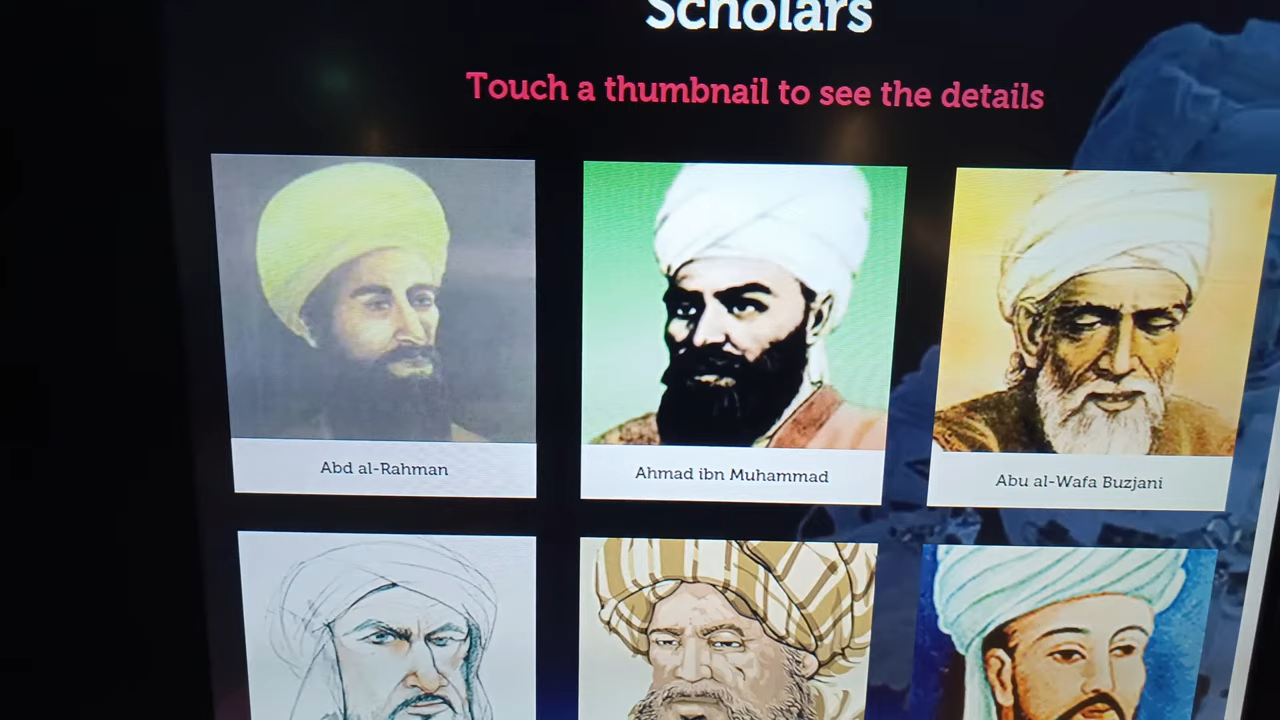 Scholars
Touch a thumbnail to see the details
Abd al-Rahman
Ahmad ibn Muhammad
Abu al-Wafa Buzjani